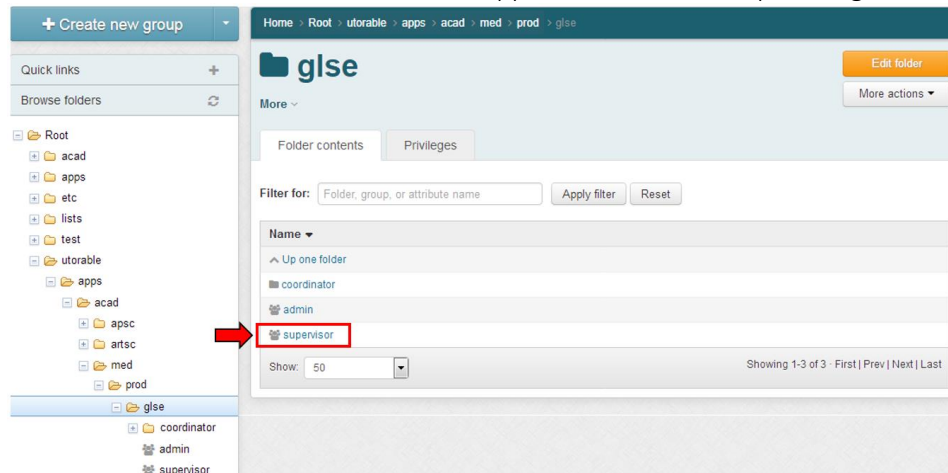 + Create new group
Quick links
Browse folders
Root
acad
apps
etc
lists
test
utorable
apps
acad
apsc
artsc
med
prod
glse
coordinator
admin
supervisor
Home > Root > utorable > apps > acad > med > prod > glse
glse
Edit folder
More
More actions
Folder contents Privileges
Filter for: Folder, group, or attribute name Apply filter Reset
Name
Up one folder
coordinator
admin
supervisor
Show: 50 Showing 1-3 of 3 · First | Prev | Next | Last